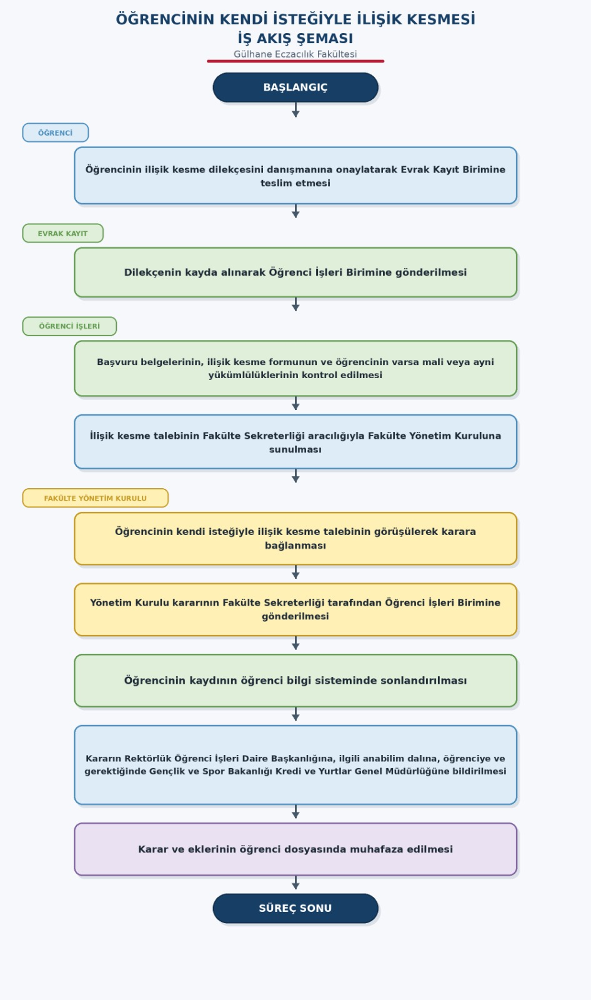 ÖĞRENCİNİN KENDİ İSTEĞİYLE İLİŞİK KESMESİ
İŞ AKIŞ ŞEMASI
Gülhane Eczacılık Fakültesi
BAŞLANGIÇ
ÖĞRENCİ
Öğrencinin ilişik kesme dilekçesini danışmanına onaylatarak Evrak Kayıt Birimine
teslim etmesi
EVRAK KAYIT
Dilekçenin kayda alınarak Öğrenci İşleri Birimine gönderilmesi
ÖĞRENCİ İŞLERİ
Başvuru belgelerinin, ilişik kesme formunun ve öğrencinin varsa mali veya ayni
yükümlülüklerinin kontrol edilmesi
İlişik kesme talebinin Fakülte Sekreterliği aracılığıyla Fakülte Yönetim Kuruluna
sunulması
FAKÜLTE YÖNETİM KURULU
Öğrencinin kendi isteğiyle ilişik kesme talebinin görüşülerek karara
bağlanması
Yönetim Kurulu kararının Fakülte Sekreterliği tarafından Öğrenci İşleri Birimine
gönderilmesi
Öğrencinin kaydının öğrenci bilgi sisteminde sonlandırılması
Kararın Rektörlük Öğrenci İşleri Daire Başkanlığına, ilgili anabilim dalına, öğrenciye ve
gerektiğinde Gençlik ve Spor Bakanlığı Kredi ve Yurtlar Genel Müdürlüğüne bildirilmesi
Karar ve eklerinin öğrenci dosyasında muhafaza edilmesi
SÜREÇ SONU